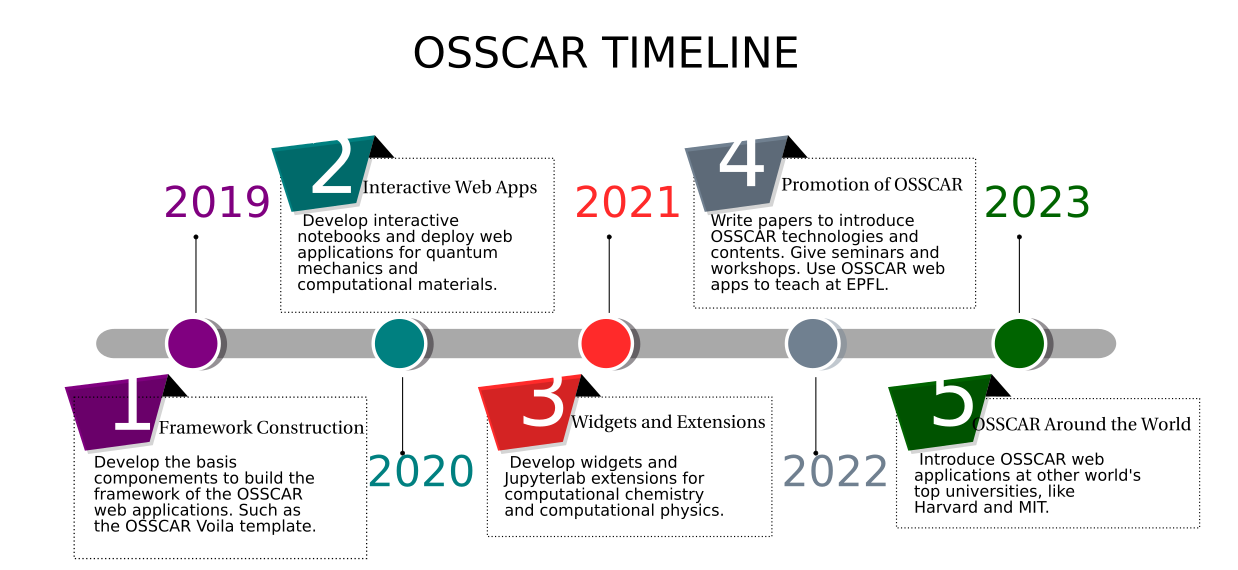 OSSCAR TIMELINE
2019
1
Framework Construction
Develop the basis
componements to build the
framework of the OSSCAR
web applications. Such as
the OSSCAR Voila template.
2
Interactive Web Apps
Develop interactive
notebooks and deploy web
applications for quantum
mechanics and
computational materials.
2020
2021
3
Widgets and Extensions
Develop widgets and
Jupyterlab extensions for
computational chemistry
and computational physics.
4
Promotion of OSSCAR
Write papers to introduce
OSSCAR technologies and
contents. Give seminars and
workshops. Use OSSCAR web
apps to teach at EPFL.
2022
2023
5
OSSCAR Around the World
Introduce OSSCAR web
applications at other world's
top universities, like
Harvard and MIT.